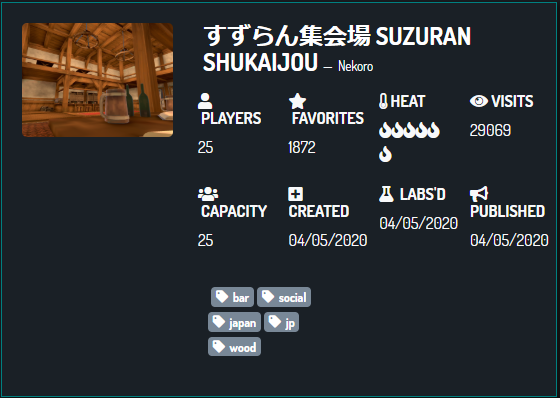 すずらん集会場 SUZURAN
SHUKAIJOU — Nekoro
PLAYERS
25
FAVORITES
1872
HEAT
VISITS
29069
CAPACITY
25
CREATED
04/05/2020
LABS'D
04/05/2020
PUBLISHED
04/05/2020
bar social
japan jp
wood